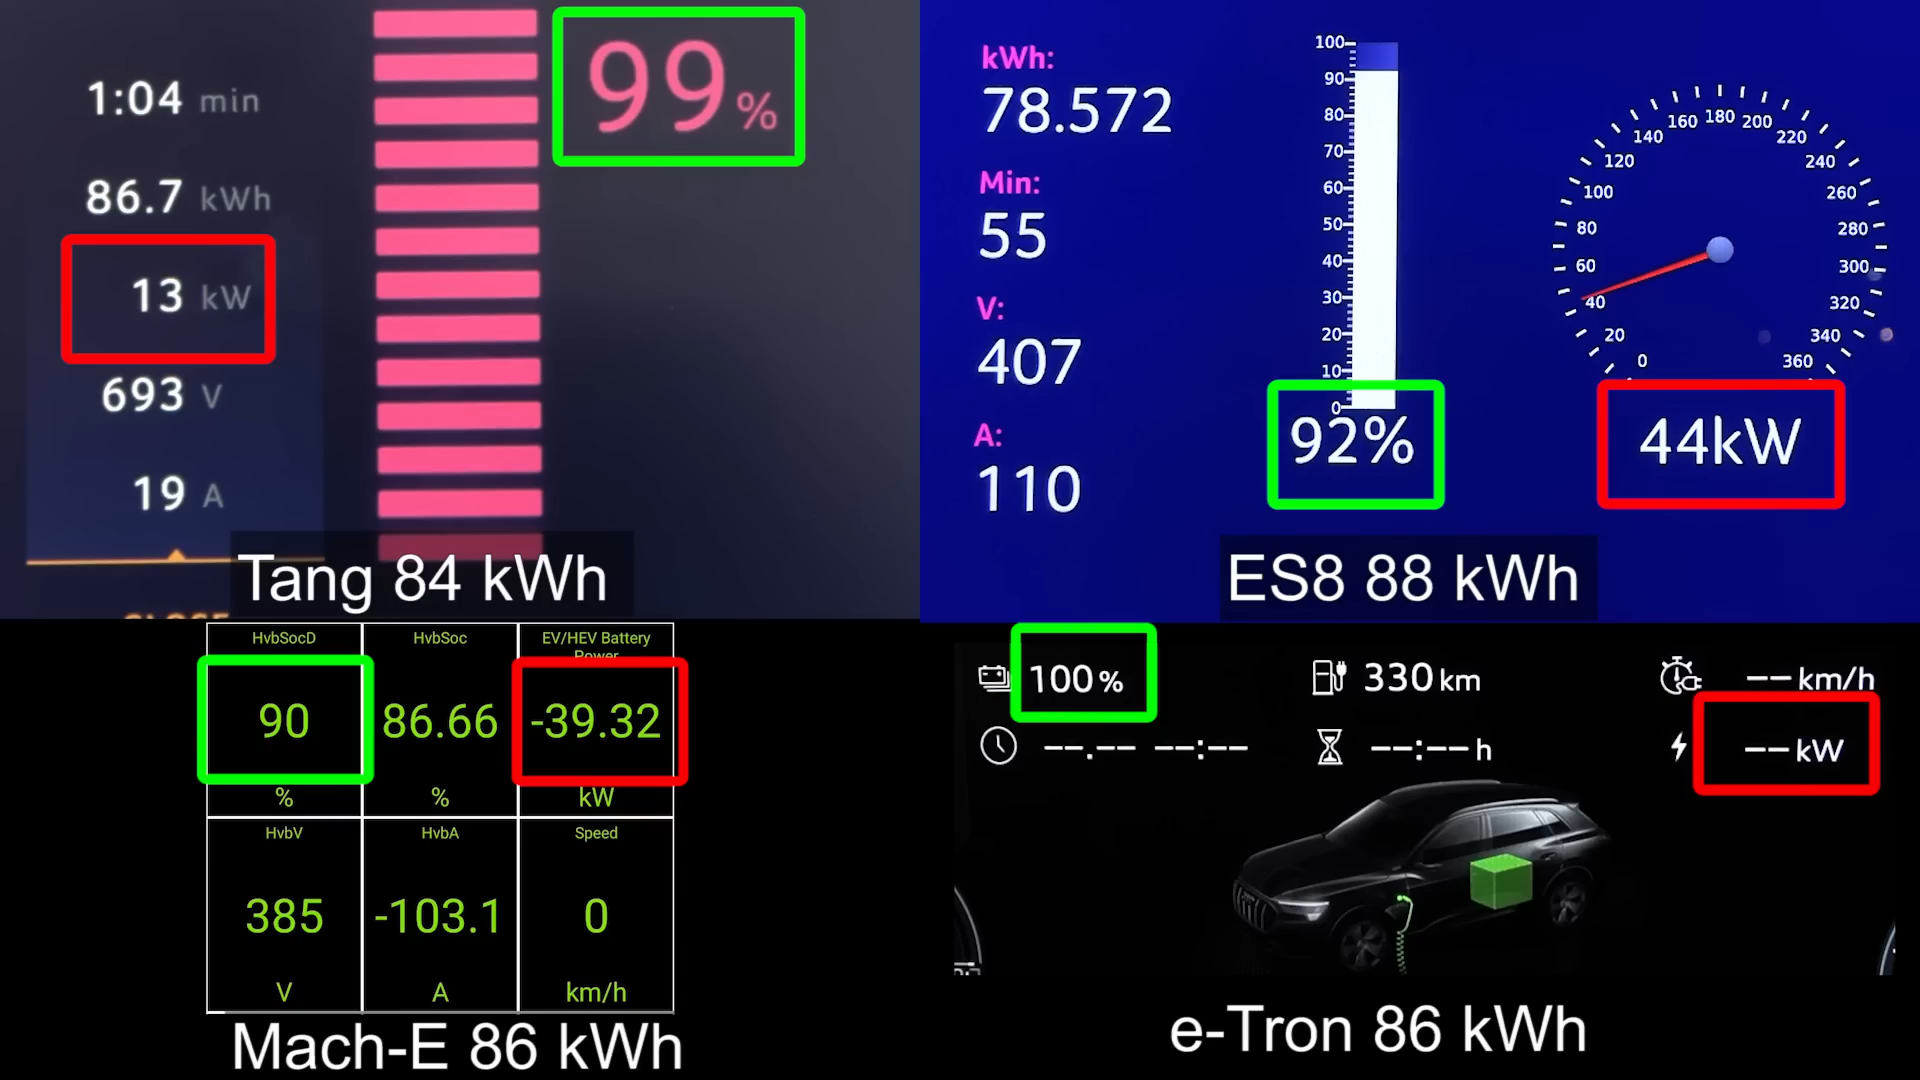 1:04 min
86.7 kWh
13 kW
693 V
19 A
99%
Tang 84 kWh
kWh:
78.572
Min:
55
V:
407
A:
110
100
90
80
70
60
50
40
30
20
10
0
92%
0
20
40
60
80
100
120
140
160
180
200
220
240
260
280
300
320
340
360
44kW
ES8 88 kWh
HvbSocD
90
%
HvbSoc
86.66
%
EV/HEV Battery
Power
-39.32
kW
HvbV
385
V
HvbA
-103.1
A
Speed
0
km/h
Mach-E 86 kWh
100%
330 km
--km/h
--.-- --:--
--:--h
--kW
e-Tron 86 kWh